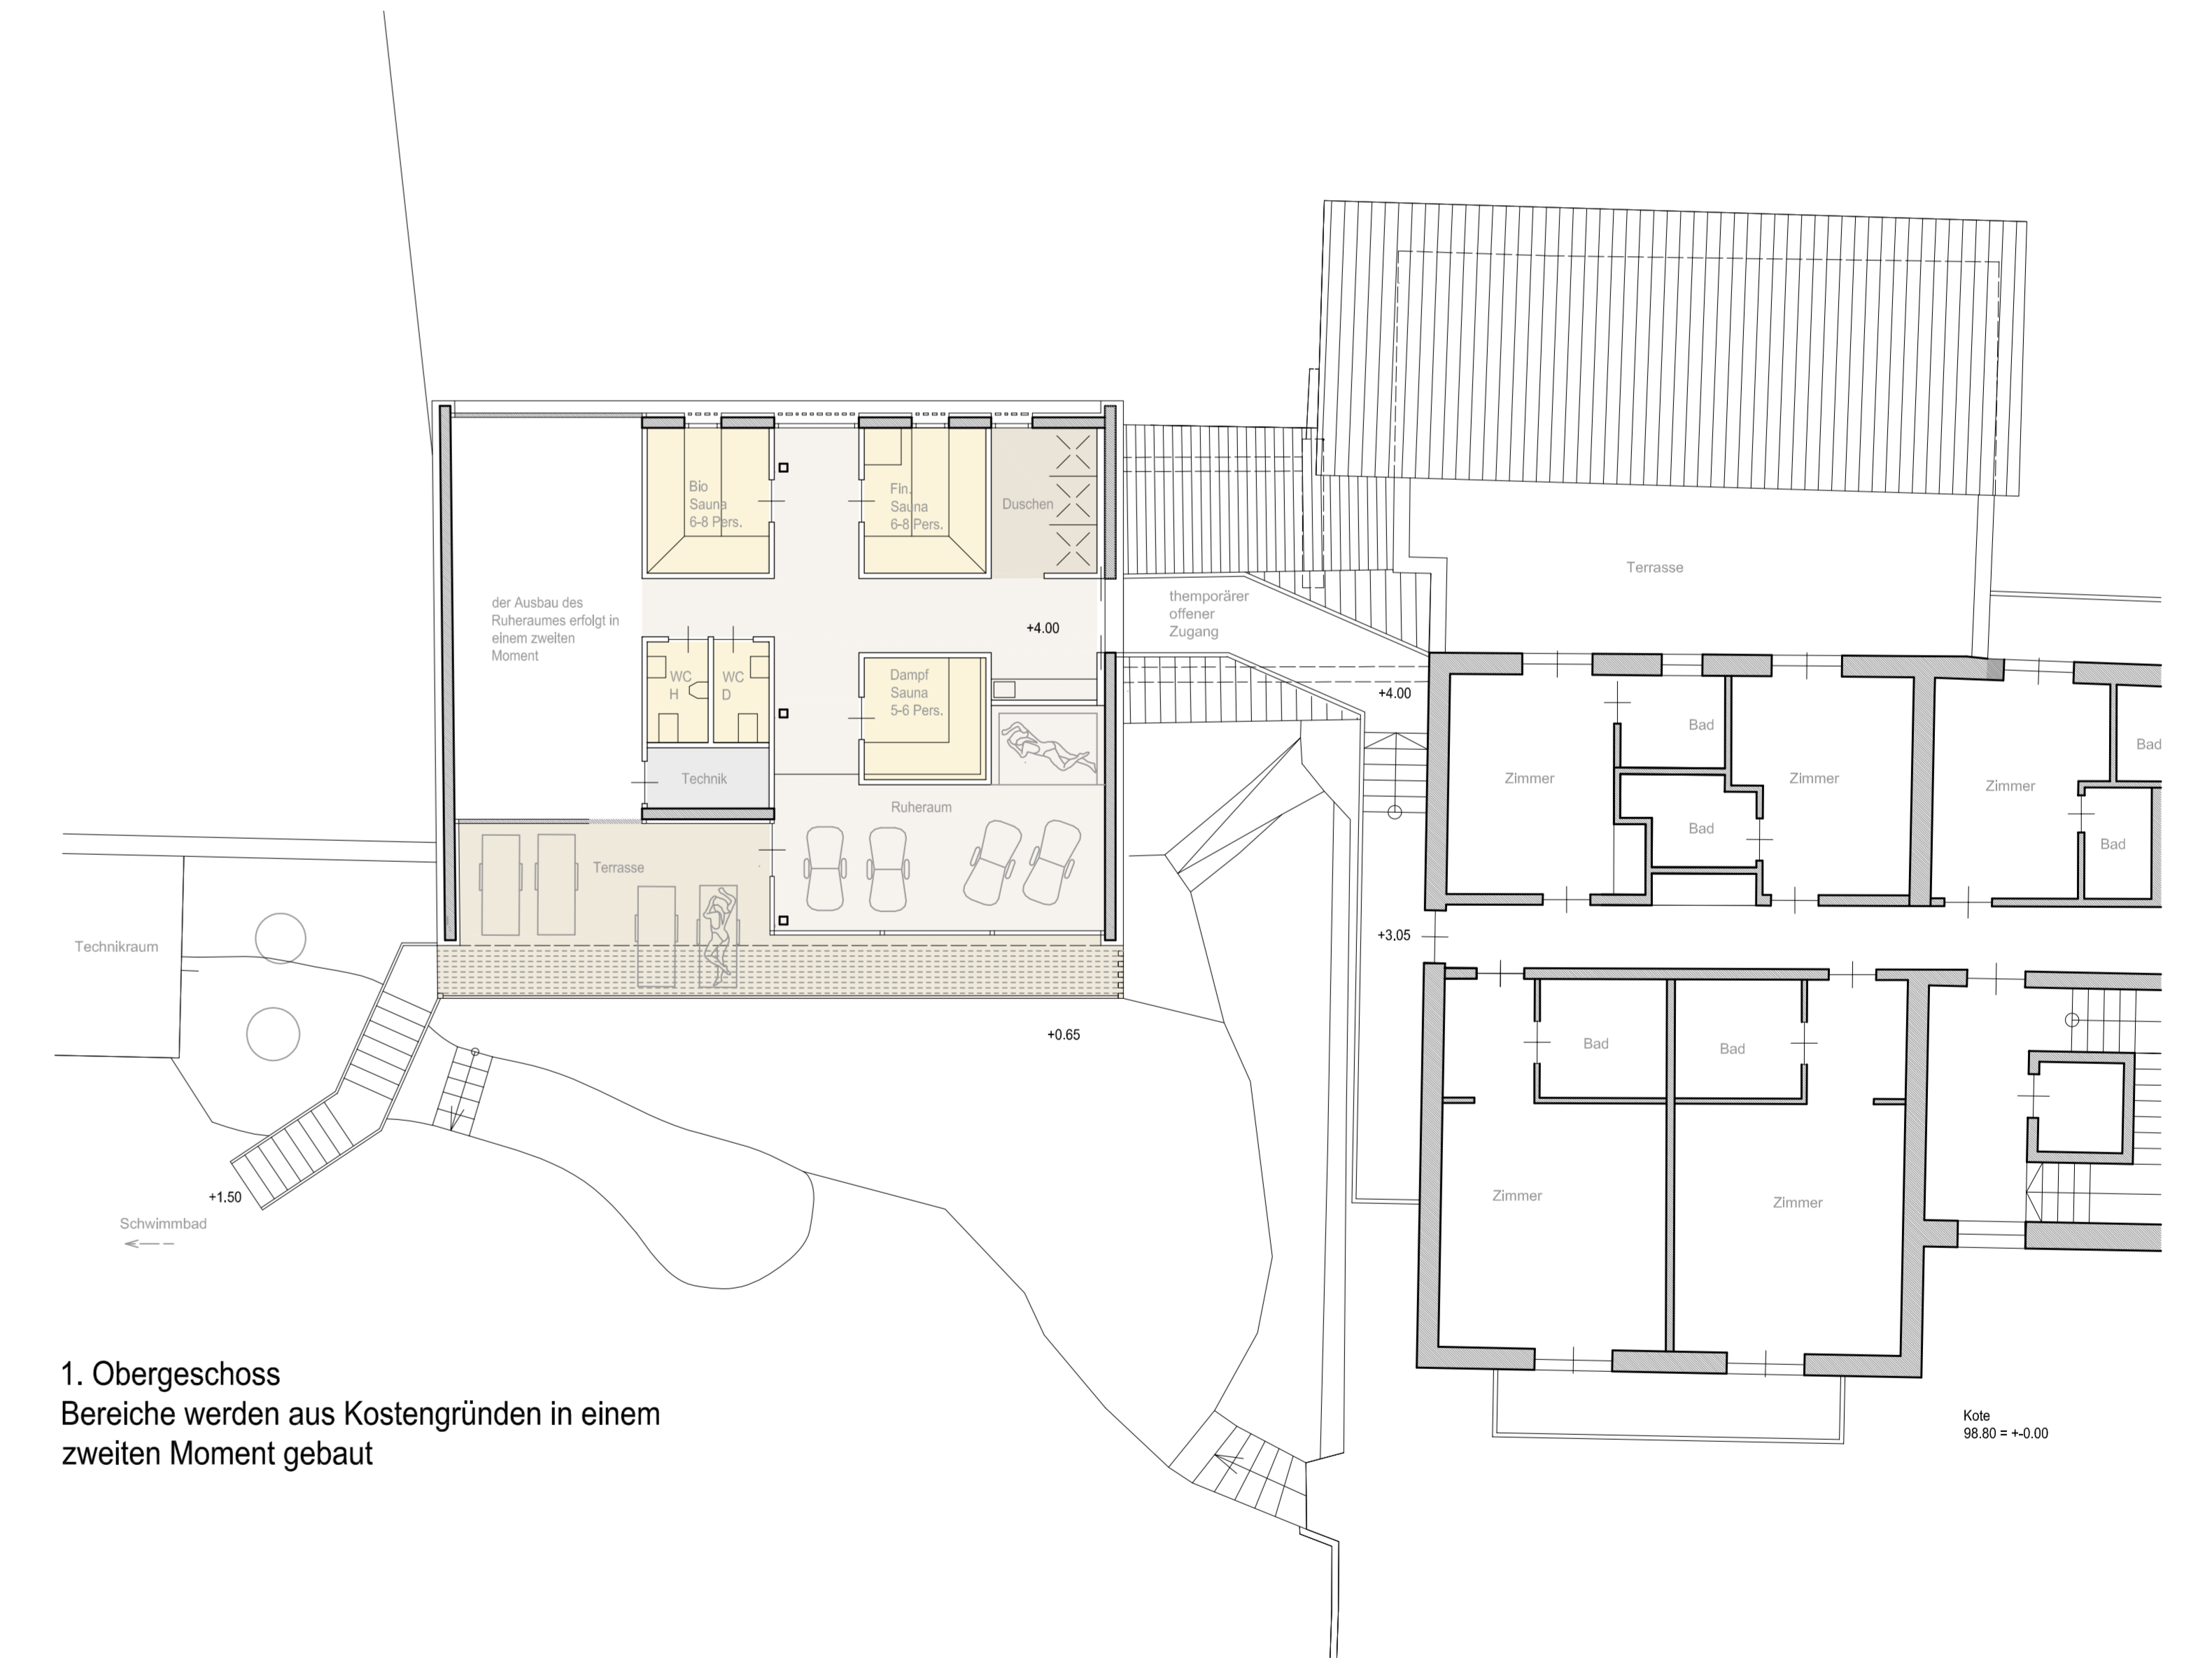 Bio
Sauna
6-8 Pers.
Fin.
Sauna
6-8 Pers.
Duschen
Terrasse
der Ausbau des
Ruheraumes erfolgt in
einem zweiten
Moment
themporärer
offener
Zugang
+4.00
WC
H
WC
D
Dampf
Sauna
5-6 Pers.
+4.00
Bad
Bad
Technik
Zimmer
Zimmer
Zimmer
Ruheraum
Bad
Bad
Terrasse
Technikraum
+3.05
+0.65
Bad
Bad
+1.50
Schwimmbad
Zimmer
Zimmer
1. Obergeschoss
Bereiche werden aus Kostengründen in einem
zweiten Moment gebaut
Kote
98.80 = +-0.00